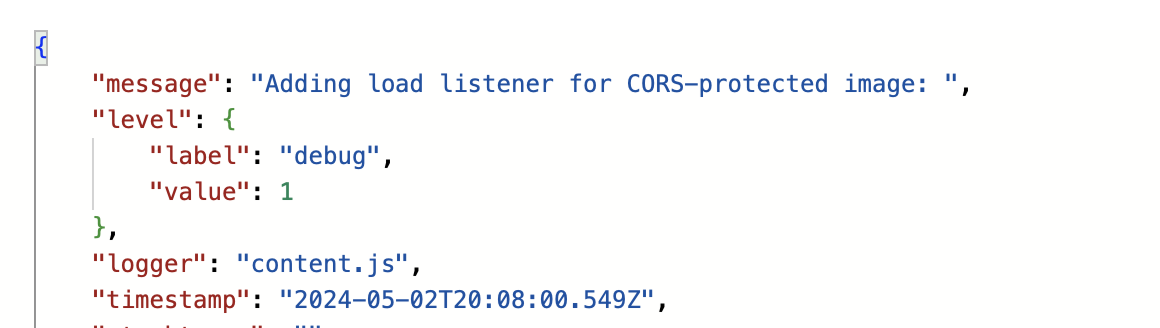 {
"message": "Adding load listener for CORS-protected image: ",
"level": {
"label": "debug",
"value": 1
},
"logger": "content.js",
"timestamp": "2024-05-02T20:08:00.549Z",